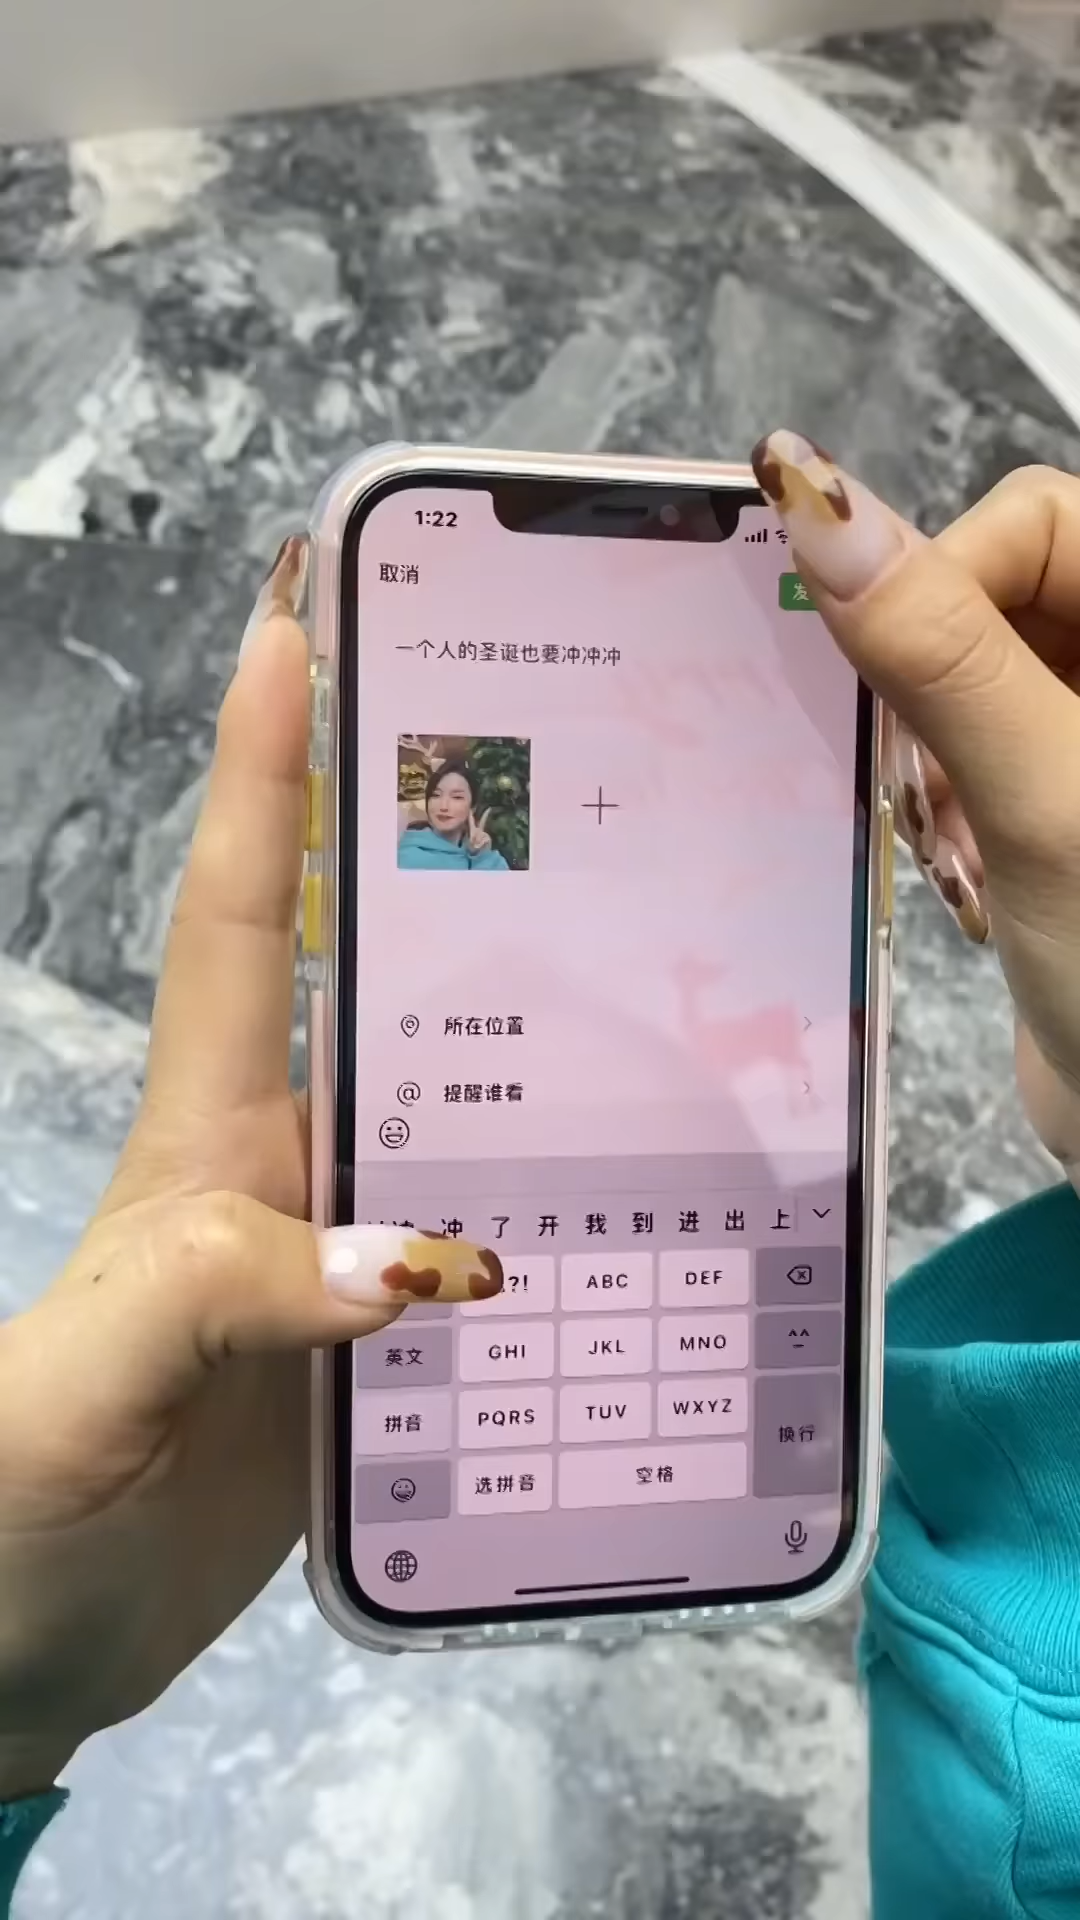 1:22
取消
发
一个人的圣诞也要冲冲冲
所在位置
提醒谁看
冲 了 开 我 到 进 出 上
?! ABC DEF
英文 GHI JKL MNO ^^
拼音 PQRS TUV WXYZ
换行
选拼音 空格